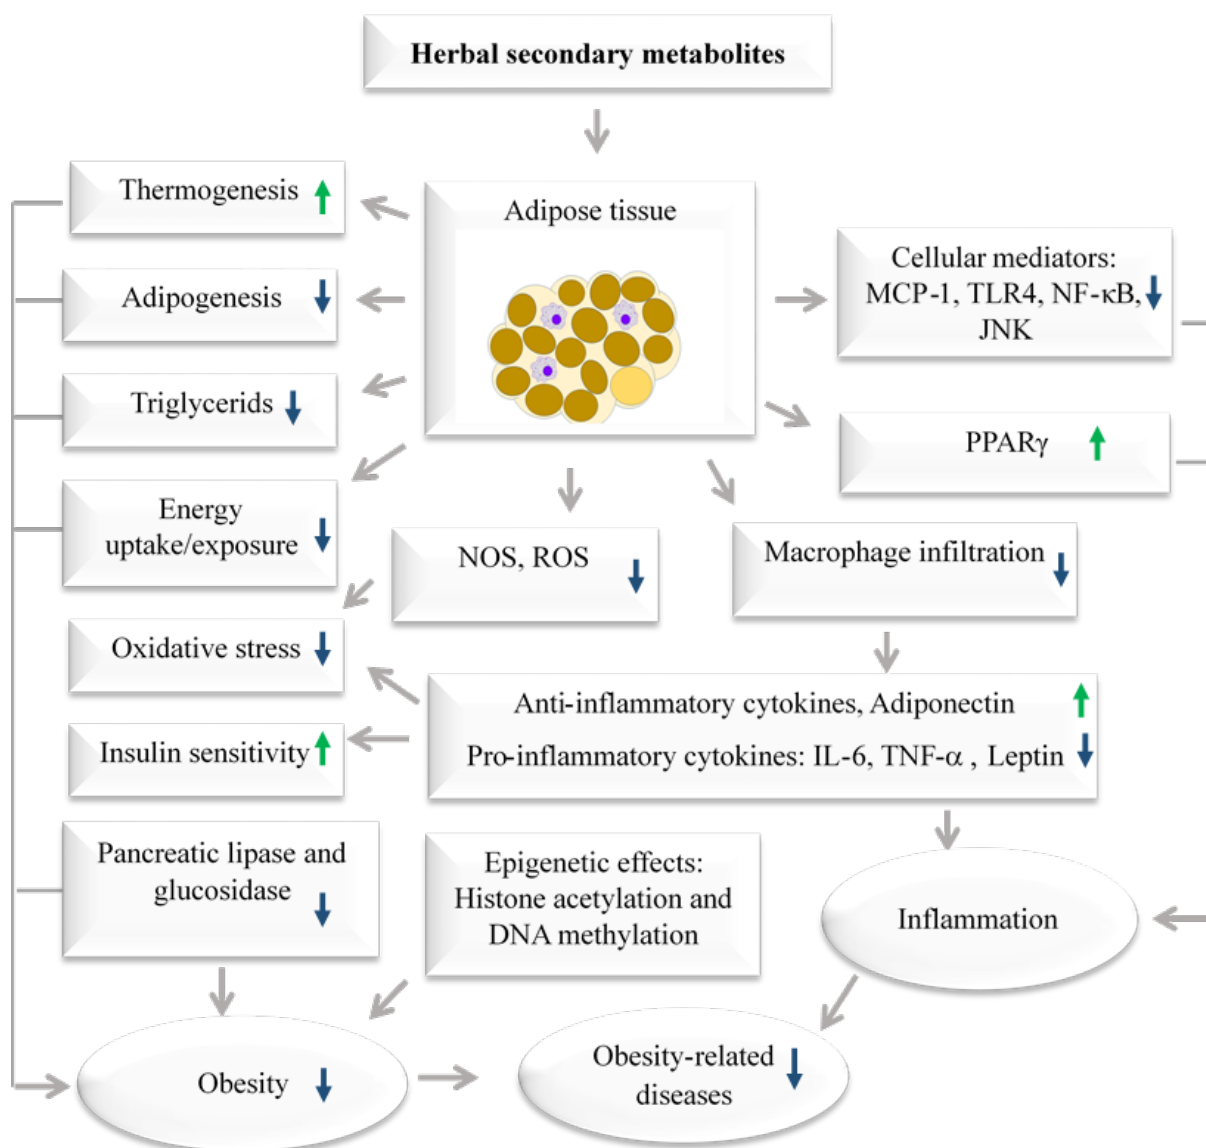 Herbal secondary metabolites
Thermogenesis
Adipose tissue
Cellular mediators:
MCP-1, TLR4, NF-κB,
JNK
Adipogenesis
Triglycerids
PPARγ
Energy
uptake/exposure
NOS, ROS
Macrophage infiltration
Oxidative stress
Anti-inflammatory cytokines, Adiponectin
Pro-inflammatory cytokines: IL-6, TNF-α , Leptin
Insulin sensitivity
Pancreatic lipase and
glucosidase
Epigenetic effects:
Histone acetylation and
DNA methylation
Inflammation
Obesity
Obesity-related
diseases